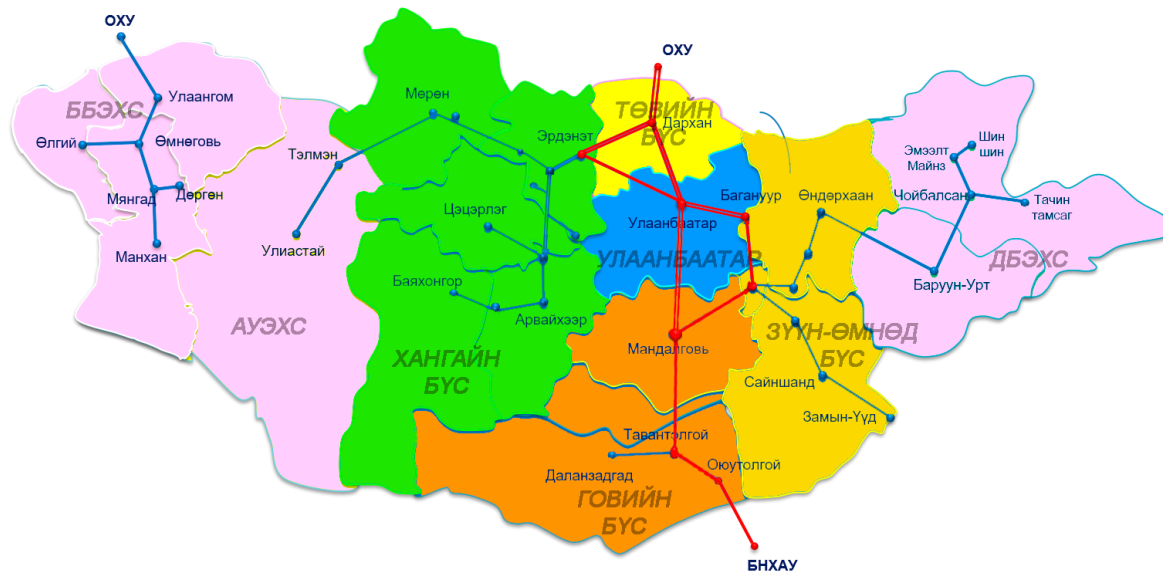 ОХУ
ОХУ
ББЭХС
Улаангом
Мөрөн
ТӨВИЙН
БҮС
Дархан
Өлгий
Өмнөговь
Эрдэнэт
Шин
шин
Эмээлт
Майнз
Тэлмэн
Мянгад
Дөргөн
Цэцэрлэг
Багануур
Өндөрхаан
Чойбалсан
Тачин
тамсаг
Улаанбаатар
Манхан
Улиастай
УЛААНБААТАР
ДБЭХС
Баруун-Урт
Баяхонгор
Арвайхээр
АУЭХС
ХАНГАЙН
БҮС
Мандалговь
ЗҮҮН-ӨМНӨД
БҮС
Сайншанд
Замын-Үүд
Тавантолгой
Даланзадгад
Оюутолгой
ГОВИЙН
БҮС
БНХАУ